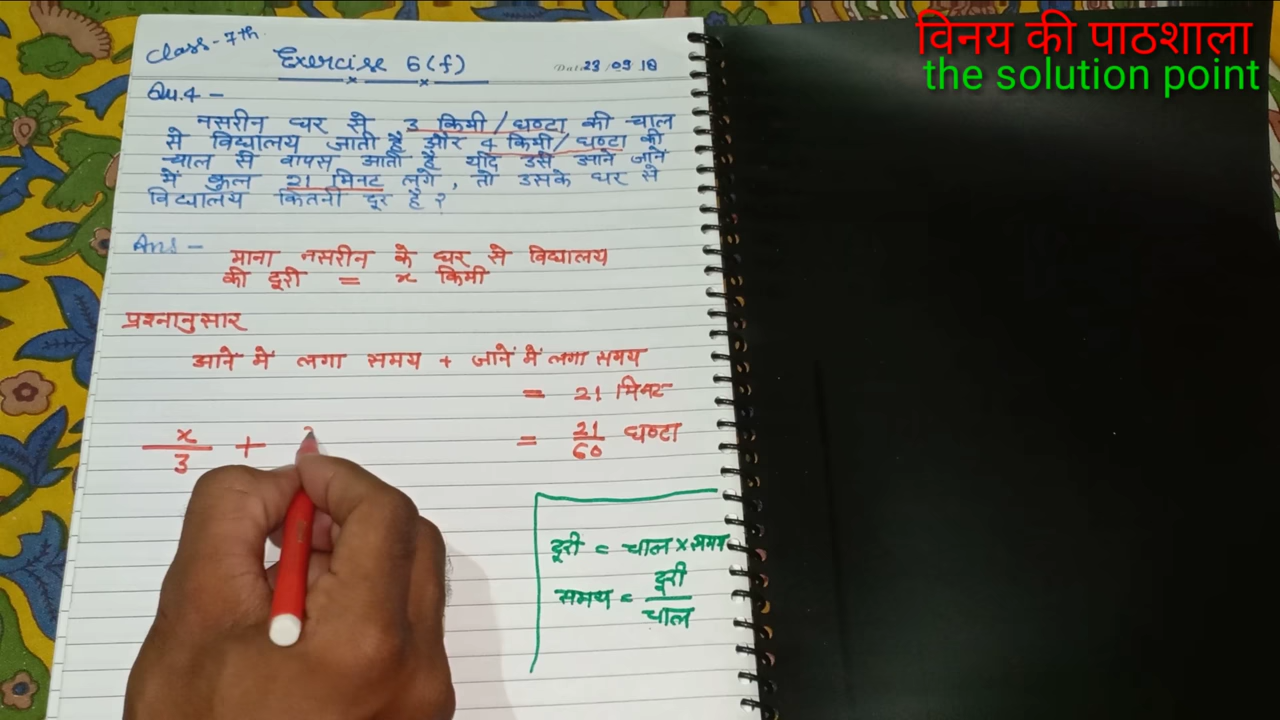 विनय की पाठशाला
the solution point
Class-7th.
Exercise 6(f)
23/09/18
Qu.4 -
नसरीन घर से 3 किमी/घण्टा की चाल
से विद्यालय जाती है और 4 किमी/घण्टा की
चाल से वापस आती है यदि उसे आने जाने
में कुल 21 मिनट लगे, तो उसके घर से
विद्यालय कितनी दूर है ?
Ans -
माना नसरीन के घर से विद्यालय
की दूरी = x किमी
प्रश्नानुसार
आने में लगा समय + जानें में लगा समय
= 21 मिनट
x/3 + = 21/60 घण्टा
दूरी = चाल × समय
समय = दूरी/चाल